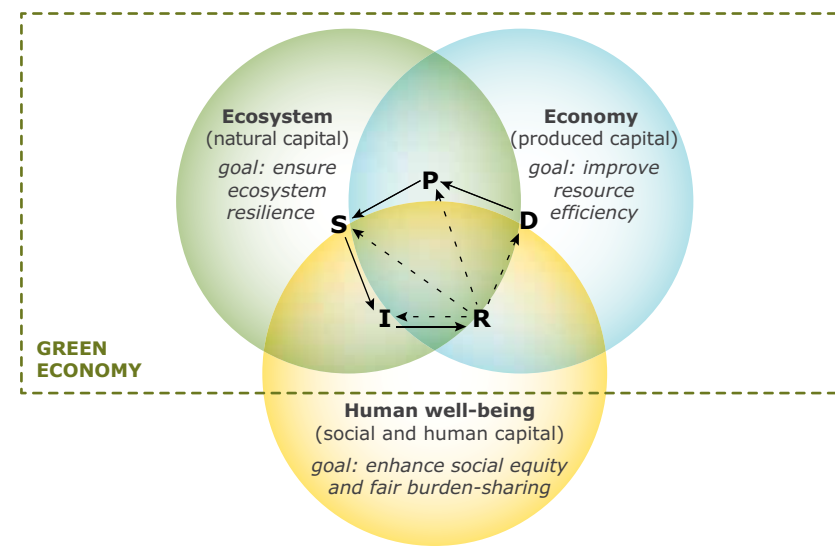 Ecosystem
(natural capital)
goal: ensure
ecosystem
resilience
Economy
(produced capital)
goal: improve
resource
efficiency
P
S
D
I
R
GREEN
ECONOMY
Human well-being
(social and human capital)
goal: enhance social equity
and fair burden-sharing